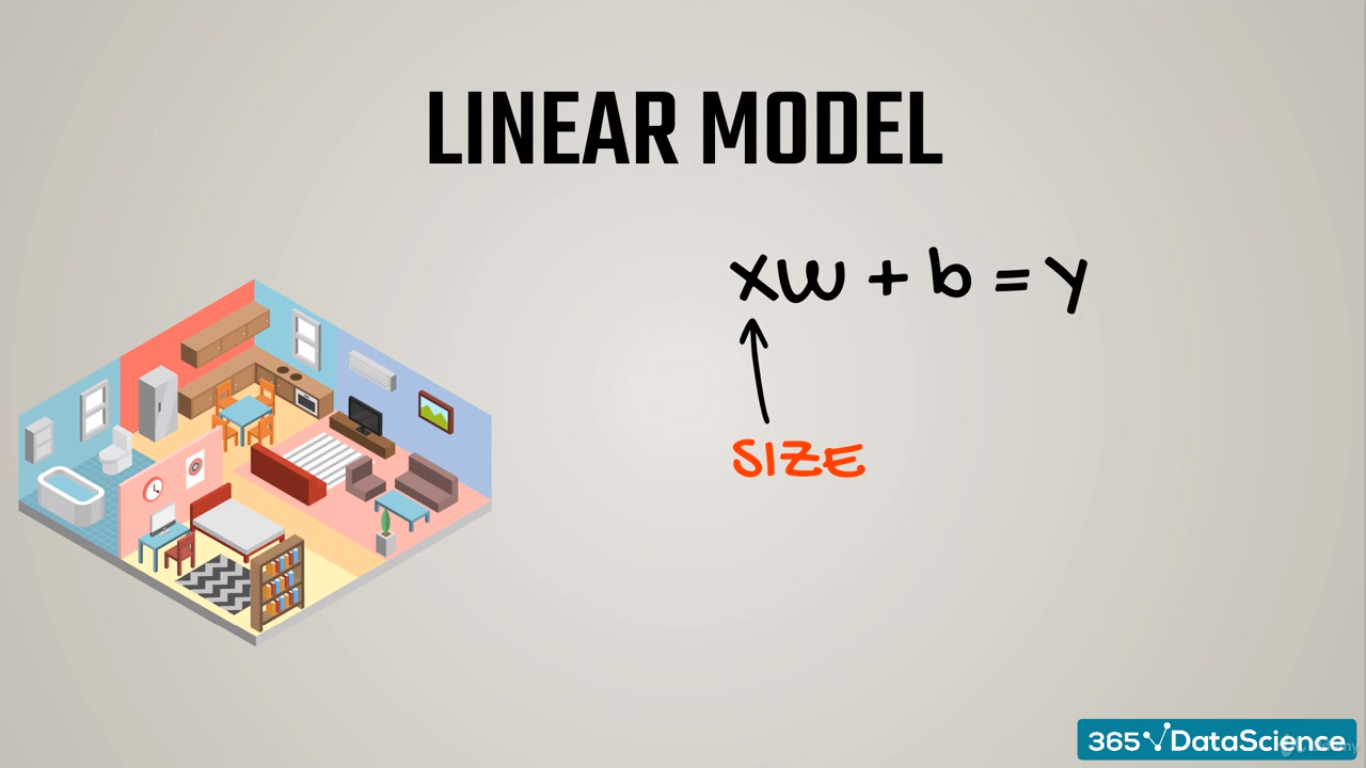 LINEAR MODEL
xw + b = y
SIZE
365 DataScience